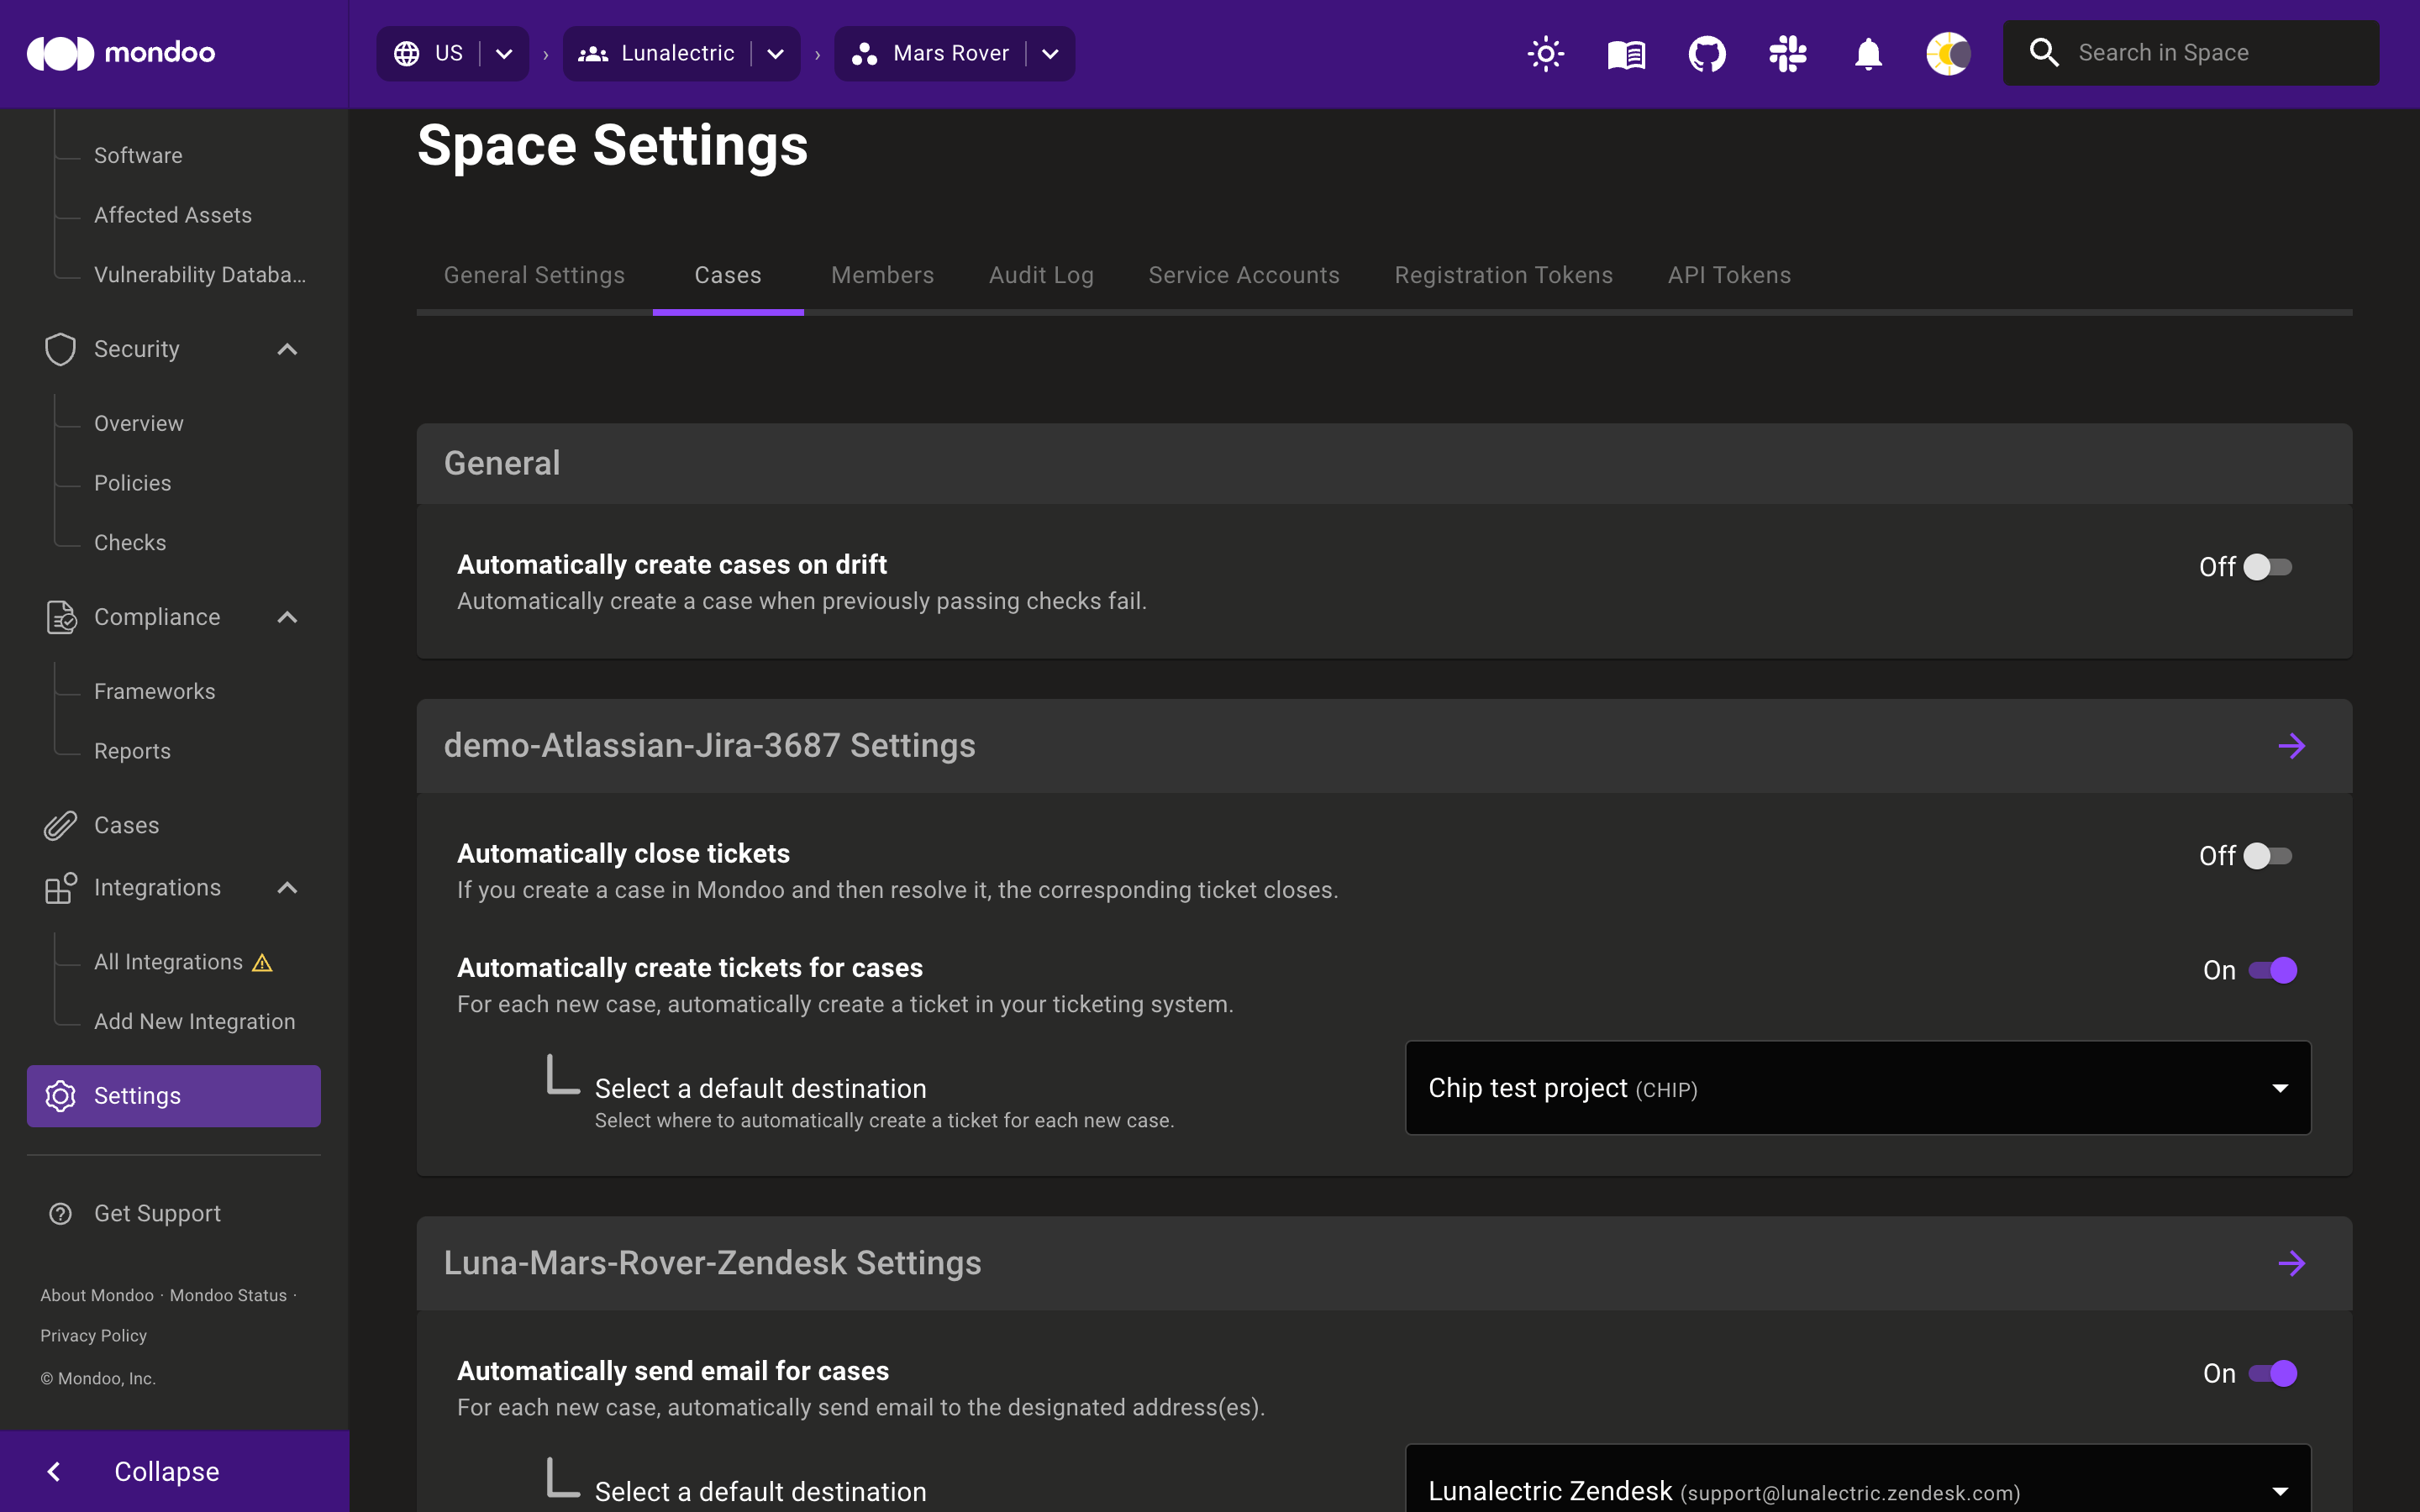 mondoo
US
Lunalectric
Mars Rover
Search in Space
Software
Affected Assets
Vulnerability Databa...
Security
Overview
Policies
Checks
Compliance
Frameworks
Reports
Cases
Integrations
All Integrations
Add New Integration
Settings
Get Support
About Mondoo · Mondoo Status ·
Privacy Policy
© Mondoo, Inc.
Collapse
Space Settings
General Settings Cases Members Audit Log Service Accounts Registration Tokens API Tokens
General
Automatically create cases on drift
Off
Automatically create a case when previously passing checks fail.
demo-Atlassian-Jira-3687 Settings
Automatically close tickets
Off
If you create a case in Mondoo and then resolve it, the corresponding ticket closes.
Automatically create tickets for cases
On
For each new case, automatically create a ticket in your ticketing system.
Select a default destination
Select where to automatically create a ticket for each new case.
Chip test project (CHIP)
Luna-Mars-Rover-Zendesk Settings
Automatically send email for cases
On
For each new case, automatically send email to the designated address(es).
Select a default destination
Lunalectric Zendesk (support@lunalectric.zendesk.com)